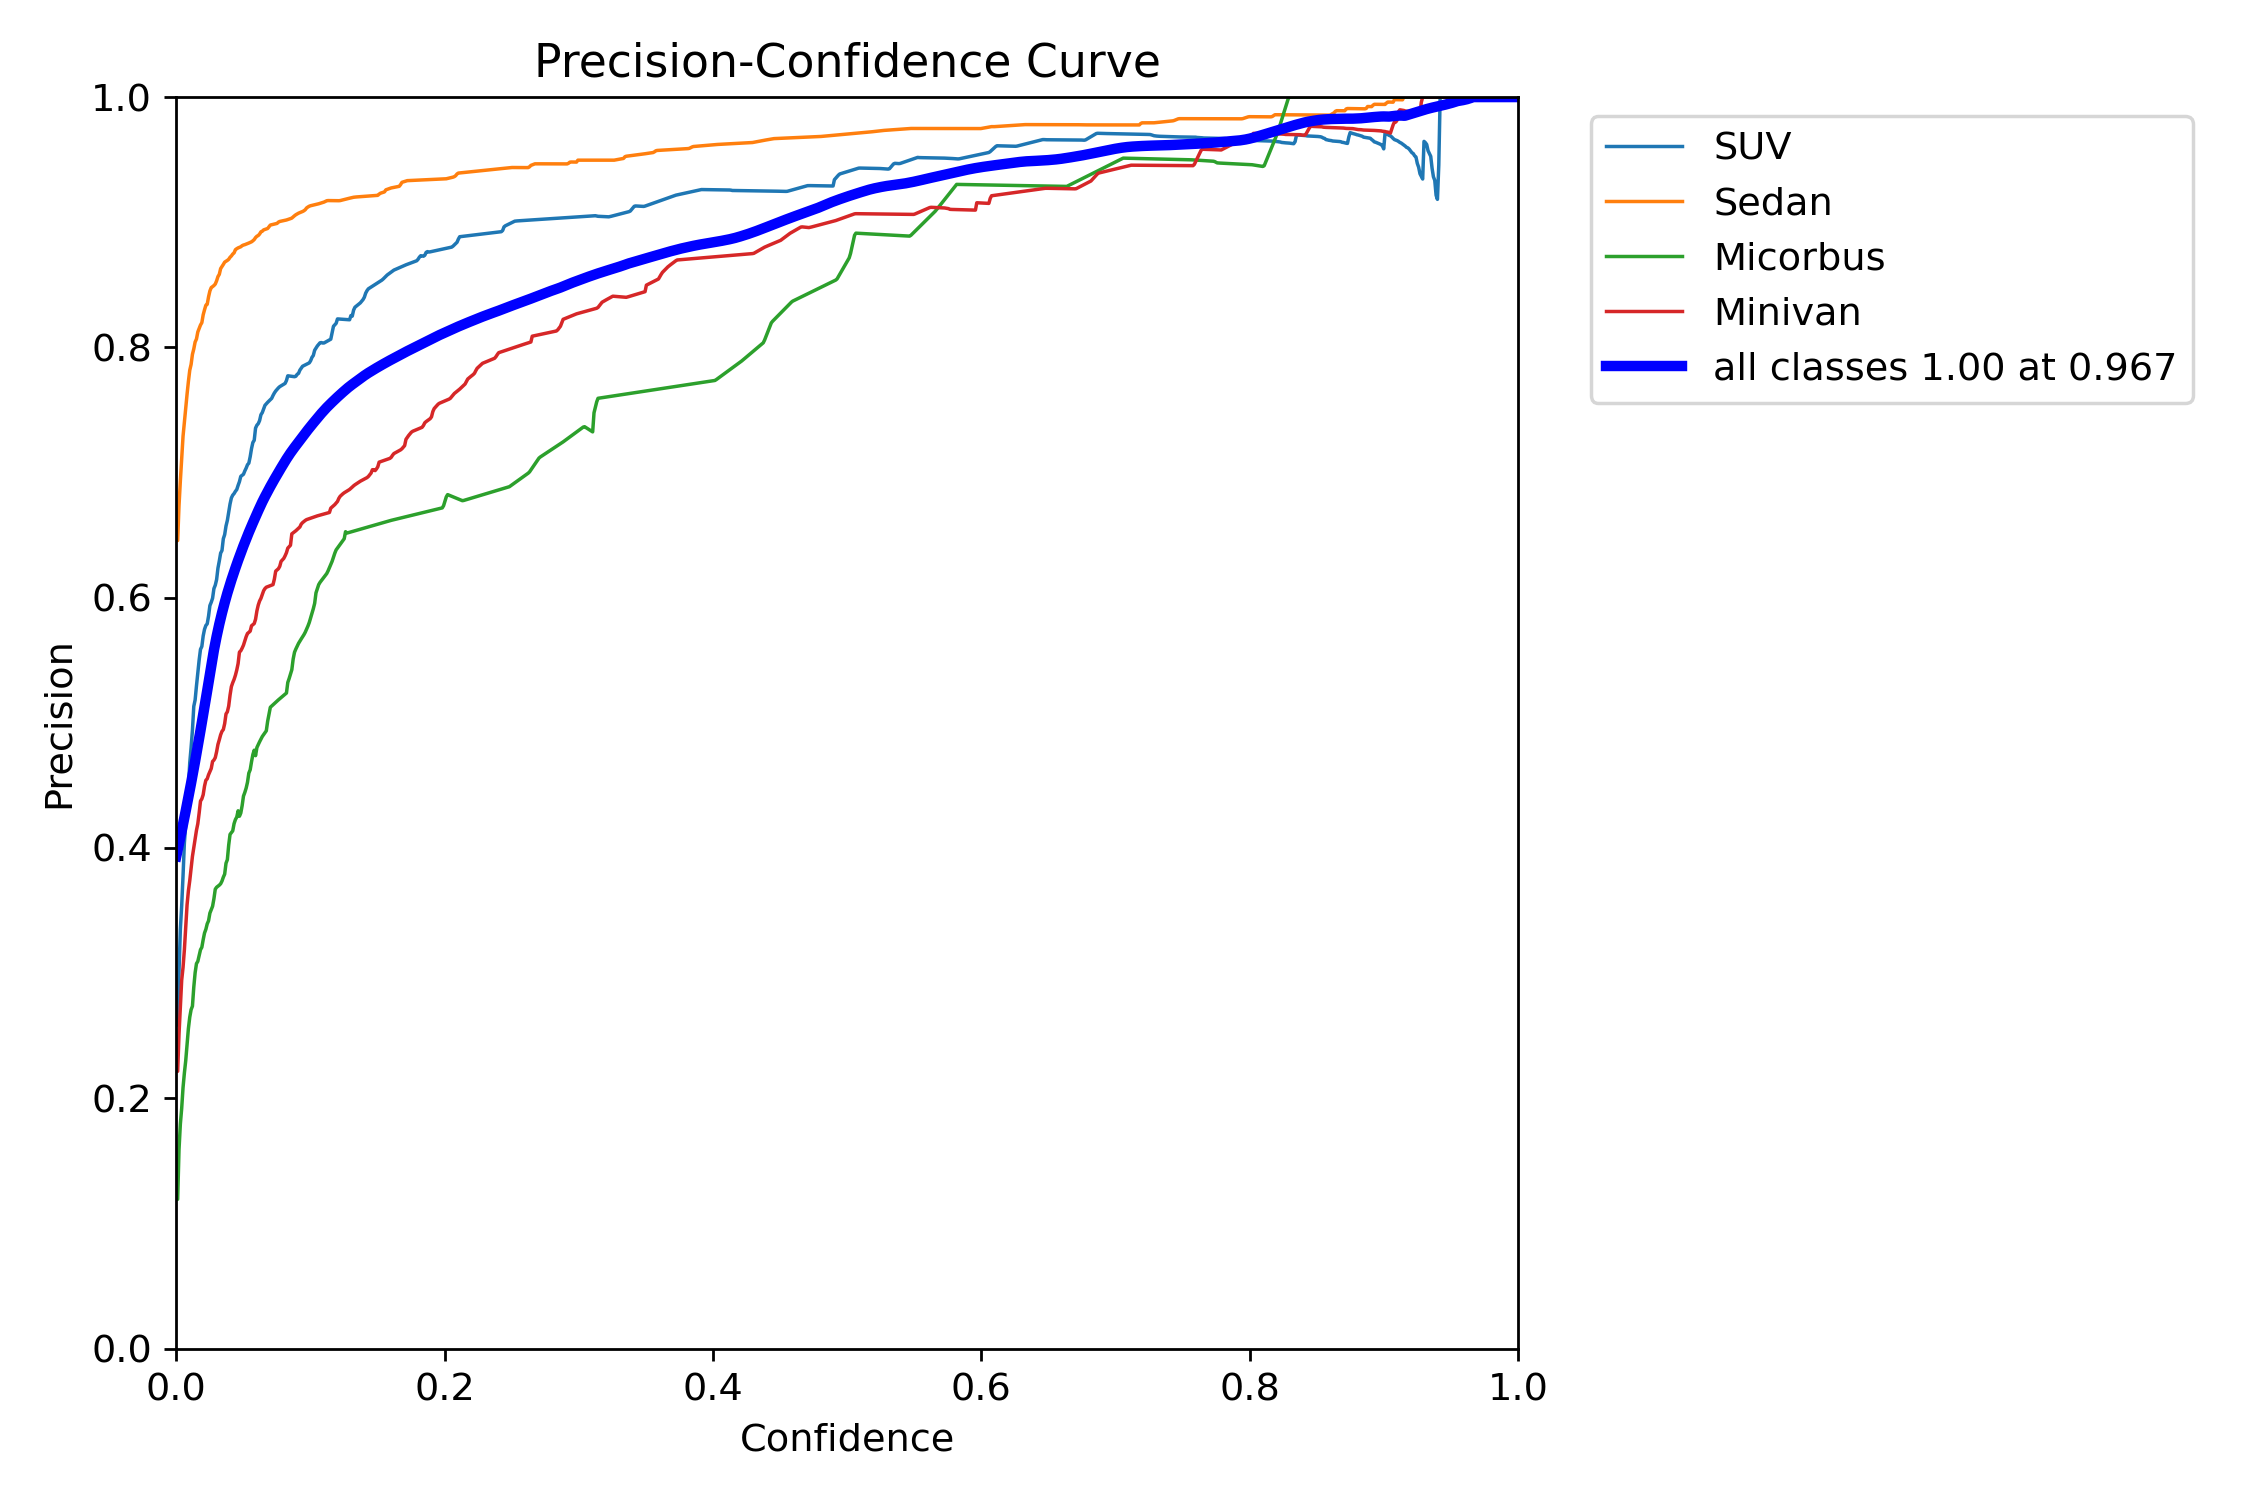 Precision-Confidence Curve
1.0
0.8
0.6
0.4
0.2
0.0
Precision
0.0 0.2 0.4 0.6 0.8 1.0
Confidence
SUV
Sedan
Micorbus
Minivan
all classes 1.00 at 0.967